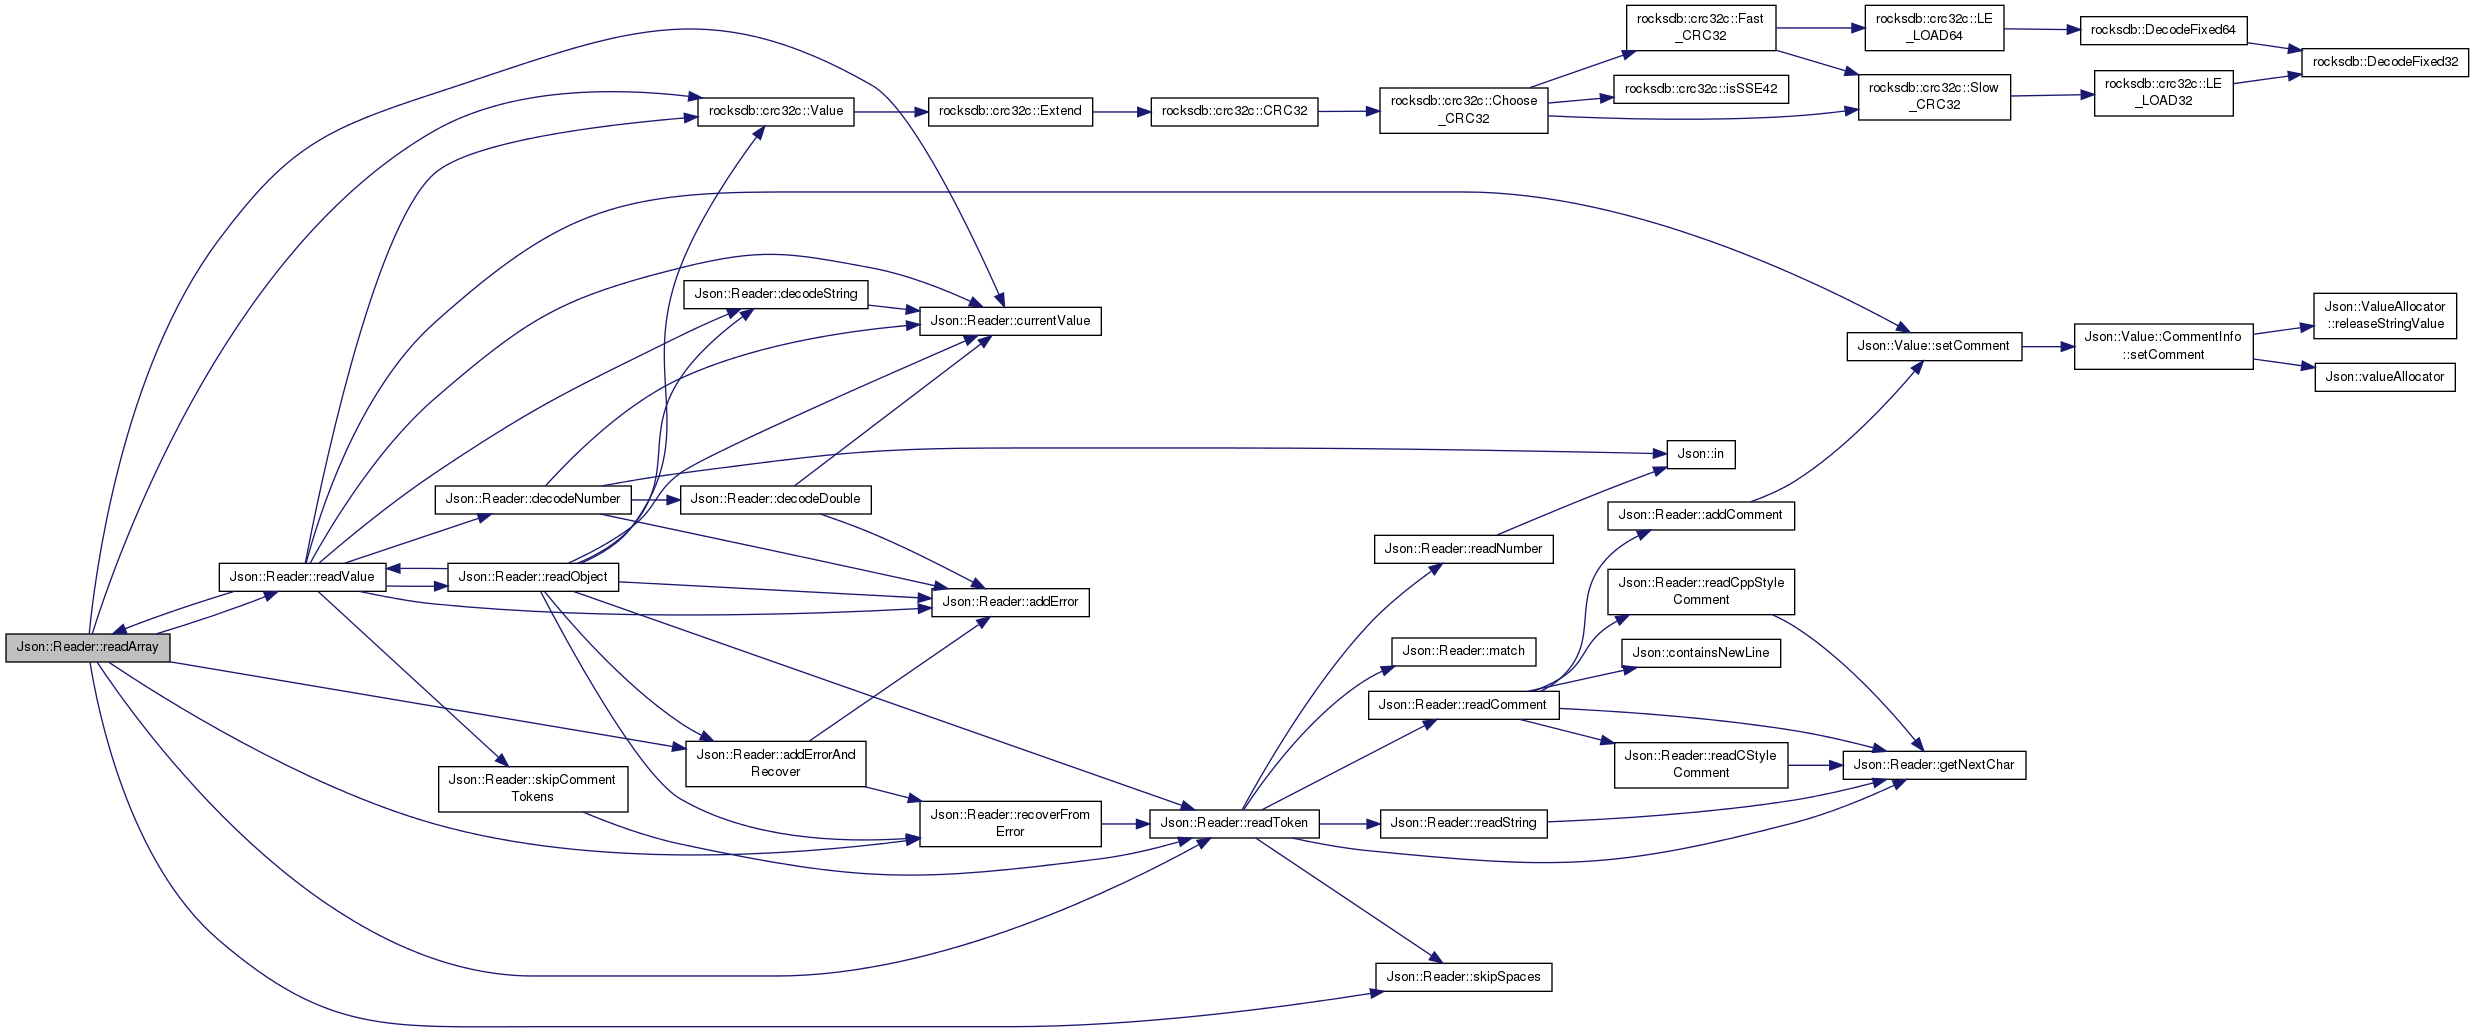 Json::Reader::readArray
Json::Reader::readValue
Json::Reader::decodeNumber
Json::Reader::readObject
Json::Reader::skipComment
Tokens
rocksdb::crc32c::Value
Json::Reader::decodeString
Json::Reader::decodeDouble
Json::Reader::addErrorAnd
Recover
rocksdb::crc32c::Extend
Json::Reader::currentValue
Json::Reader::addError
Json::Reader::recoverFrom
Error
rocksdb::crc32c::CRC32
Json::Reader::readToken
rocksdb::crc32c::Choose
_CRC32
Json::Reader::readNumber
Json::Reader::match
Json::Reader::readComment
Json::Reader::readString
Json::Reader::skipSpaces
rocksdb::crc32c::Fast
_CRC32
rocksdb::crc32c::isSSE42
Json::in
Json::Reader::addComment
Json::Reader::readCppStyle
Comment
Json::containsNewLine
Json::Reader::readCStyle
Comment
rocksdb::crc32c::LE
_LOAD64
rocksdb::crc32c::Slow
_CRC32
Json::Value::setComment
Json::Reader::getNextChar
rocksdb::DecodeFixed64
rocksdb::crc32c::LE
_LOAD32
Json::Value::CommentInfo
::setComment
rocksdb::DecodeFixed32
Json::ValueAllocator
::releaseStringValue
Json::valueAllocator